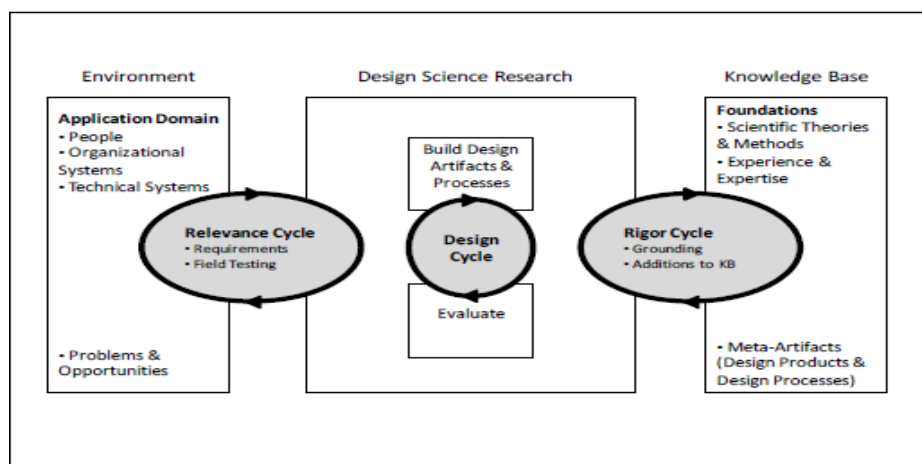 Environment
Design Science Research
Knowledge Base
Application Domain
• People
• Organizational
Systems
• Technical Systems
• Problems &
Opportunities
Relevance Cycle
• Requirements
• Field Testing
Build Design
Artifacts &
Processes
Design
Cycle
Evaluate
Rigor Cycle
• Grounding
• Additions to KB
Foundations
• Scientific Theories
& Methods
• Experience &
Expertise
• Meta-Artifacts
(Design Products &
Design Processes)